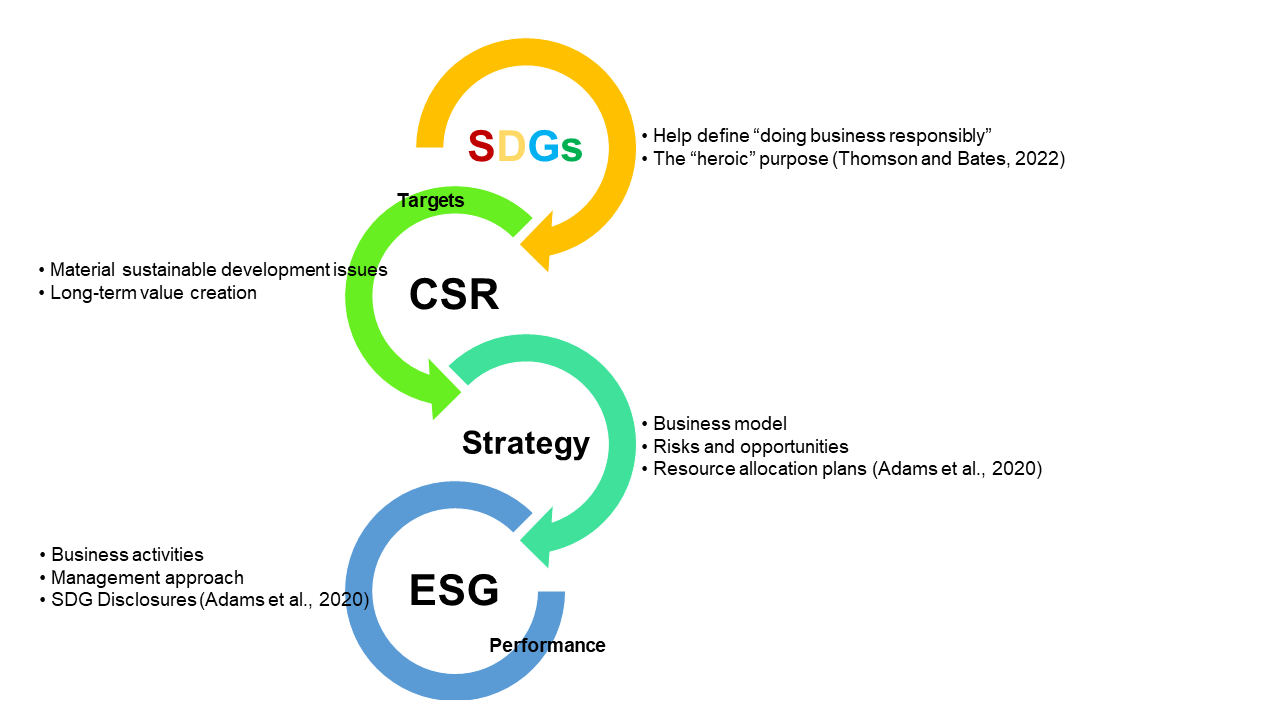 SDGs
• Help define “doing business responsibly”
• The “heroic” purpose (Thomson and Bates, 2022)
Targets
• Material sustainable development issues
• Long-term value creation
CSR
Strategy
• Business model
• Risks and opportunities
• Resource allocation plans (Adams et al., 2020)
• Business activities
• Management approach
• SDG Disclosures (Adams et al., 2020)
ESG
Performance